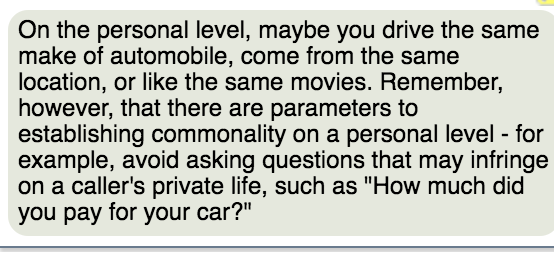 On the personal level, maybe you drive the same
make of automobile, come from the same
location, or like the same movies. Remember,
however, that there are parameters to
establishing commonality on a personal level - for
example, avoid asking questions that may infringe
on a caller's private life, such as "How much did
you pay for your car?"